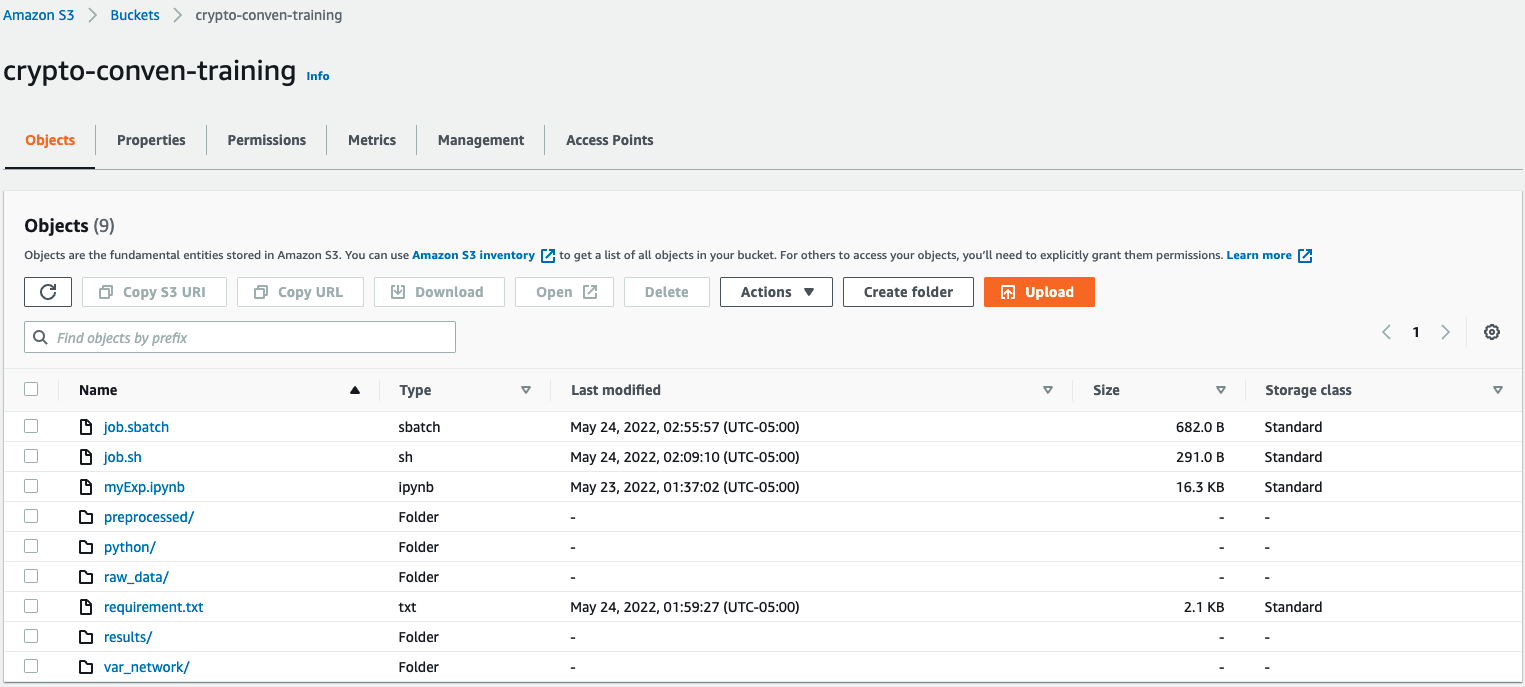 Amazon S3 > Buckets > crypto-conven-training
crypto-conven-training Info
Objects Properties Permissions Metrics Management Access Points
Objects (9)
Objects are the fundamental entities stored in Amazon S3. You can use Amazon S3 inventory to get a list of all objects in your bucket. For others to access your objects, you'll need to explicitly grant them permissions. Learn more
Copy S3 URI Copy URL Download Open Delete Actions Create folder Upload
Find objects by prefix
1
Name Type Last modified Size Storage class
job.sbatch sbatch May 24, 2022, 02:55:57 (UTC-05:00) 682.0 B Standard
job.sh sh May 24, 2022, 02:09:10 (UTC-05:00) 291.0 B Standard
myExp.ipynb ipynb May 23, 2022, 01:37:02 (UTC-05:00) 16.3 KB Standard
preprocessed/ Folder - - -
python/ Folder - - -
raw_data/ Folder - - -
requirement.txt txt May 24, 2022, 01:59:27 (UTC-05:00) 2.1 KB Standard
results/ Folder - - -
var_network/ Folder - - -